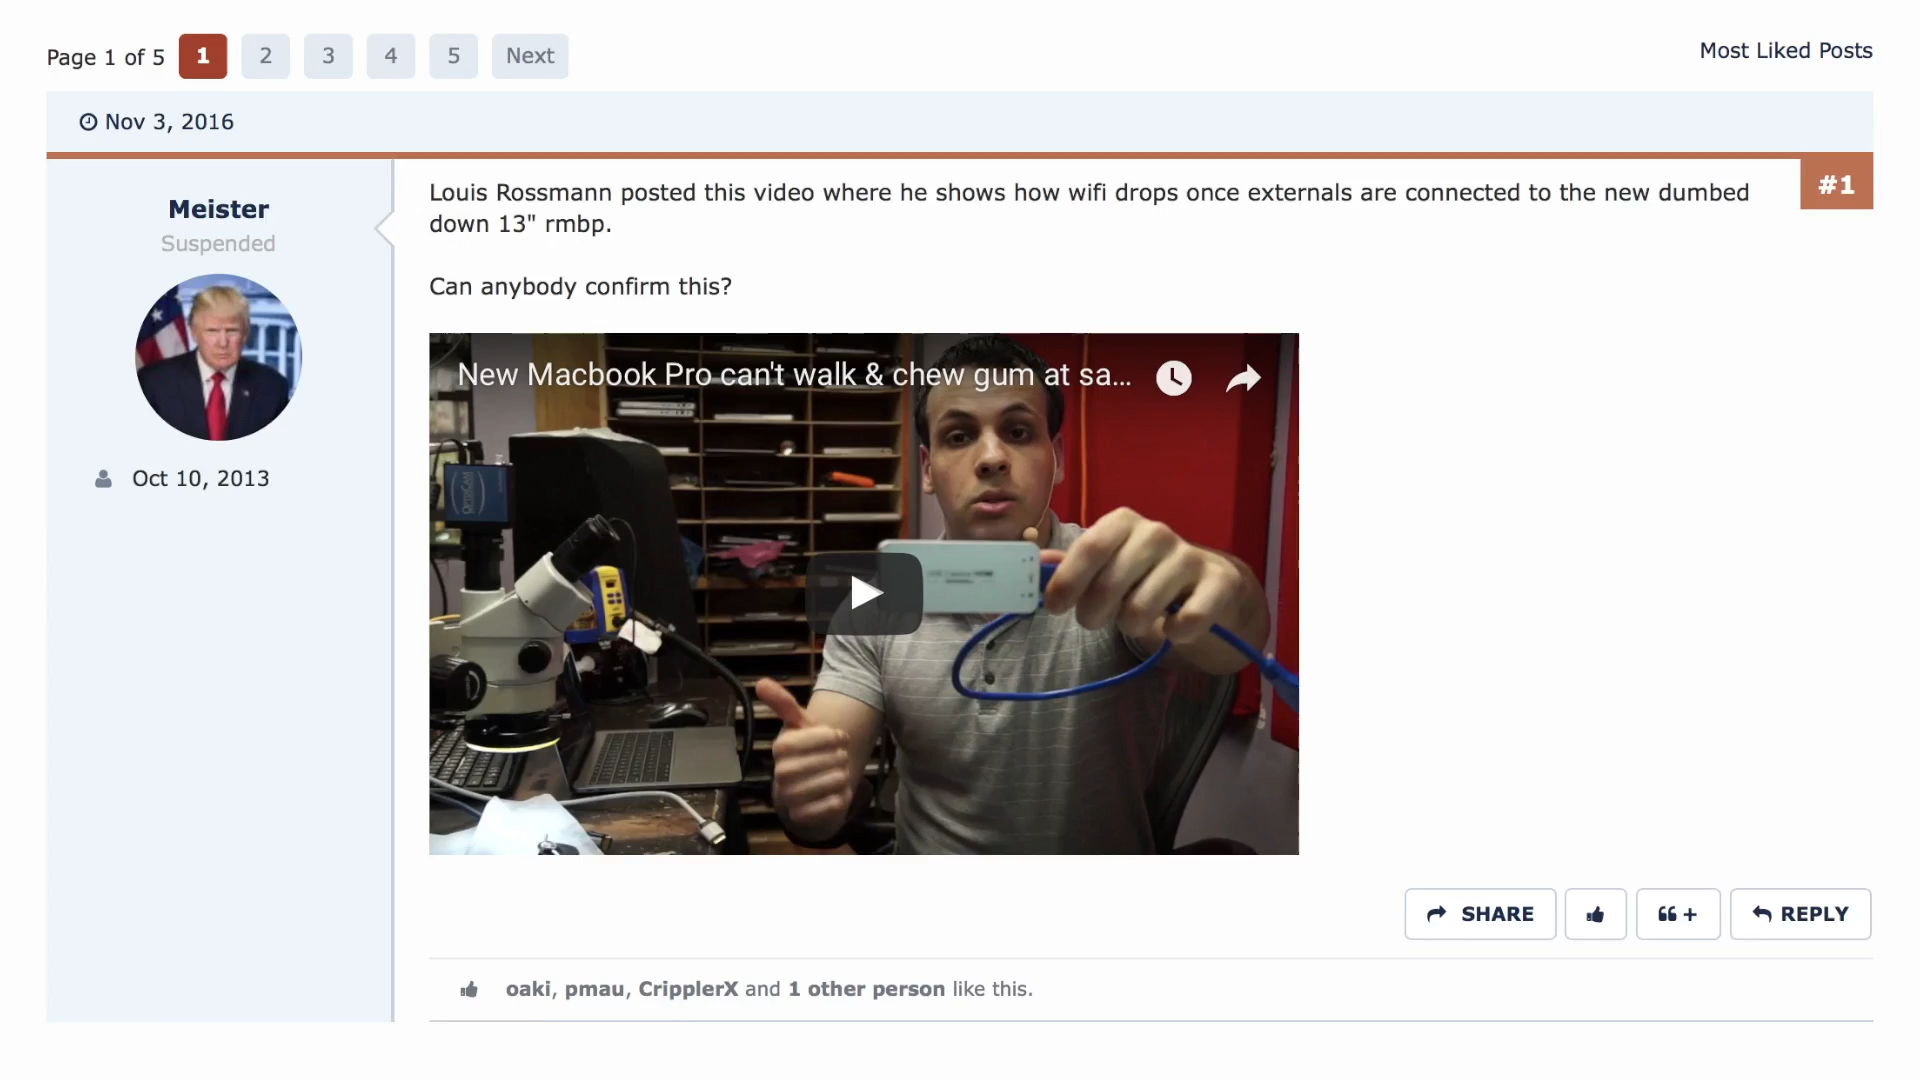 Page 1 of 5 1 2 3 4 5 Next
Most Liked Posts
Nov 3, 2016
Meister
Suspended
Oct 10, 2013
#1
Louis Rossmann posted this video where he shows how wifi drops once externals are connected to the new dumbed
down 13" rmbp.
Can anybody confirm this?
New Macbook Pro can't walk & chew gum at sa...
OPTIXCAM
SHARE
+
REPLY
oaki, pmau, CripplerX and 1 other person like this.